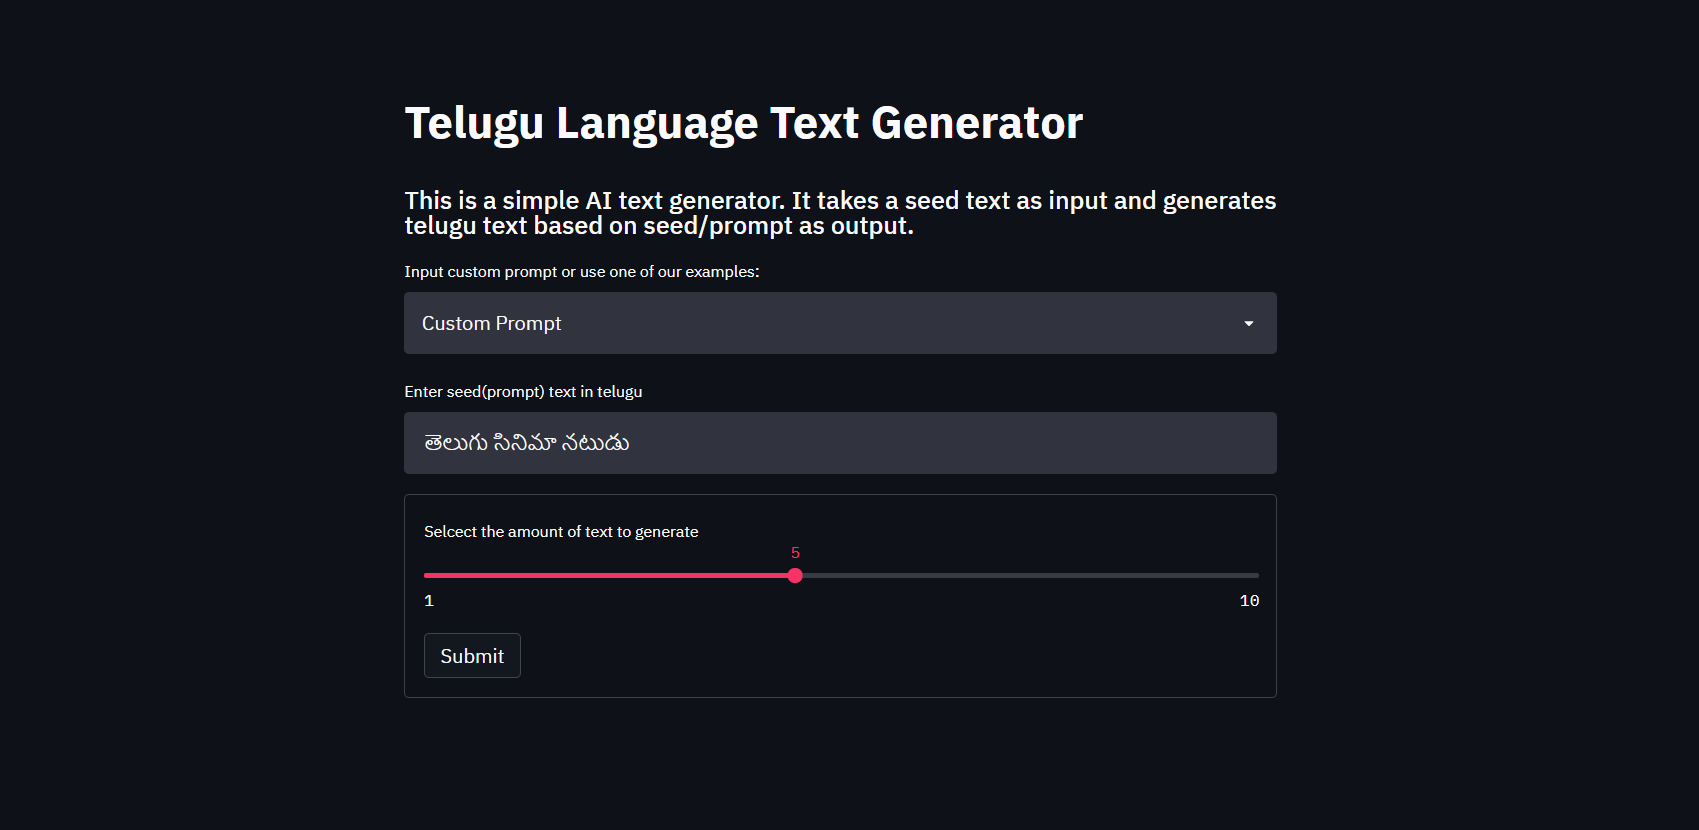 Telugu Language Text Generator
This is a simple AI text generator. It takes a seed text as input and generates
telugu text based on seed/prompt as output.
Input custom prompt or use one of our examples:
Custom Prompt
Enter seed(prompt) text in telugu
తెలుగు సినిమా నటుడు
Selcect the amount of text to generate
5
1 10
Submit